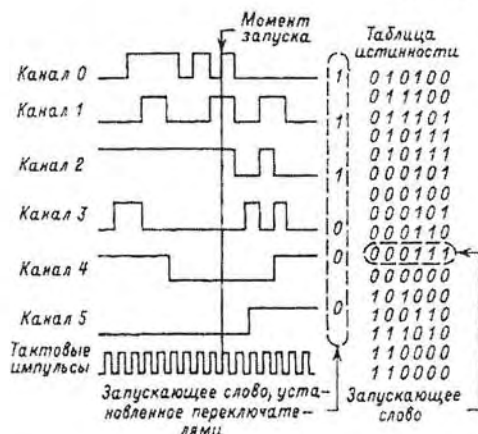 Момент
запуска
Таблица
истинности
Канал 0
Канал 1
Канал 2
Канал 3
Канал 4
Канал 5
Тактовые
импульсы
1
1
1
0
0
0
010100
011100
011101
010111
010111
000101
000100
000101
000110
000111
000000
101000
100110
111010
110000
110000
Запускающее слово, уста-
новленное переключате-
лями
Запускающее
слово